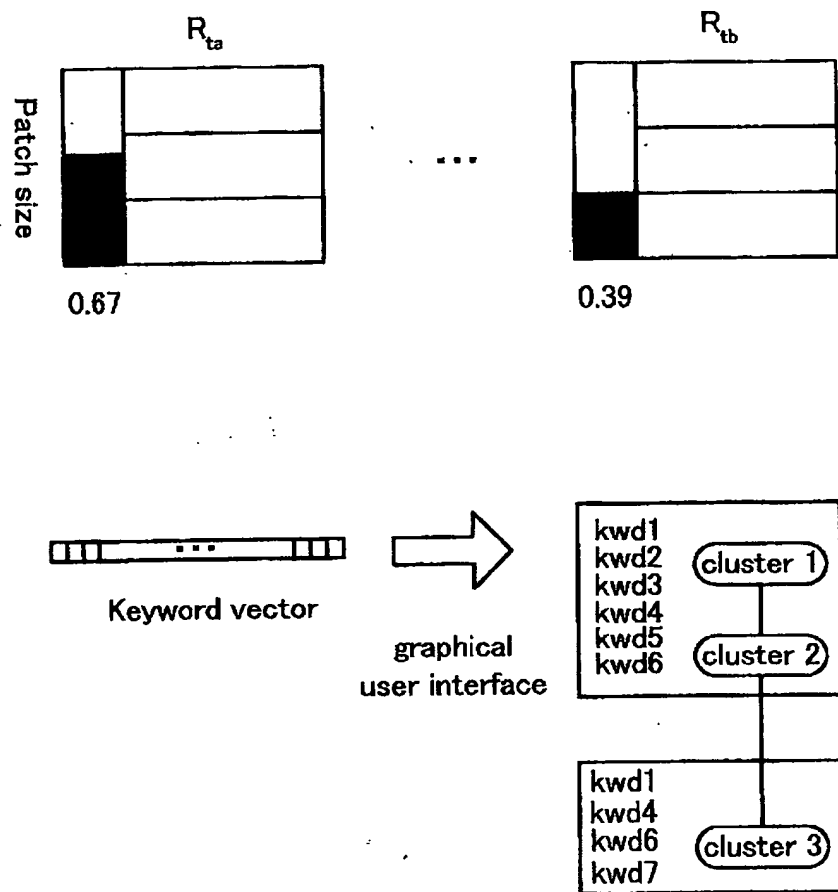 R_ta
R_tb
Patch size
...
0.67
0.39
...
Keyword vector
graphical
user interface
kwd1
kwd2
kwd3
kwd4
kwd5
kwd6
cluster 1
cluster 2
kwd1
kwd4
kwd6
kwd7
cluster 3